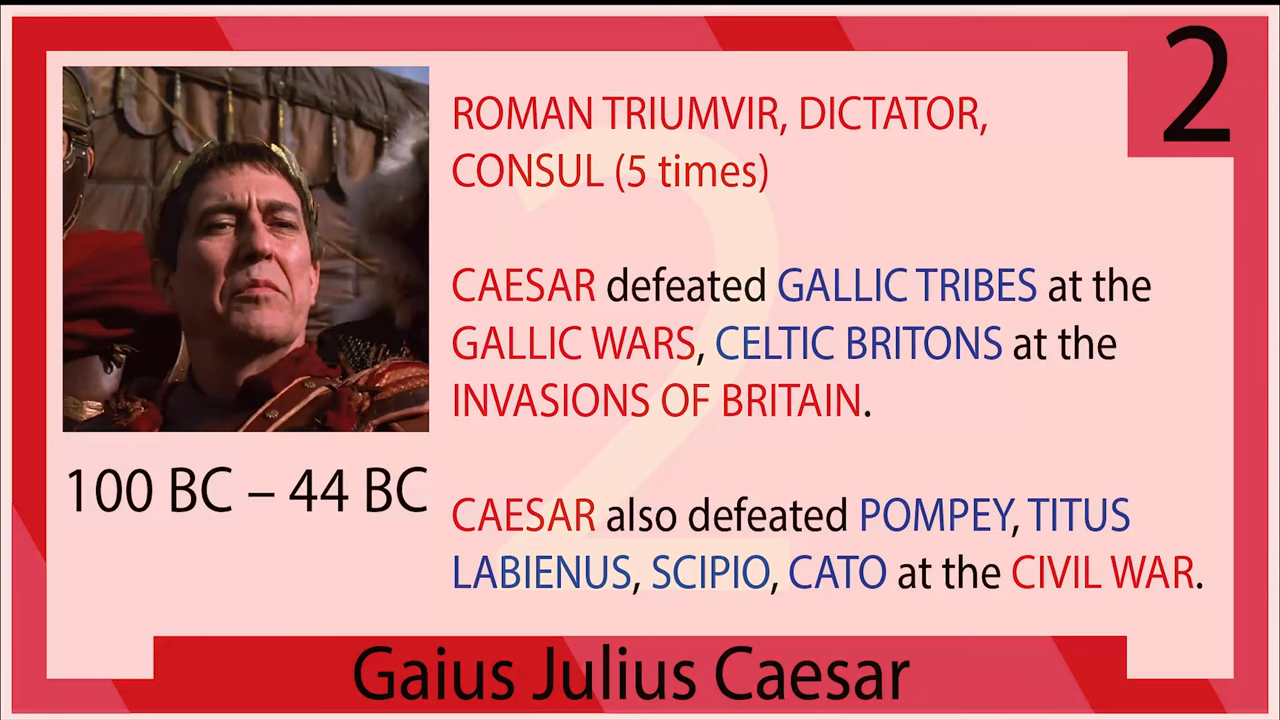 2
ROMAN TRIUMVIR, DICTATOR,
CONSUL (5 times)
CAESAR defeated GALLIC TRIBES at the
GALLIC WARS, CELTIC BRITONS at the
INVASIONS OF BRITAIN.
100 BC – 44 BC
CAESAR also defeated POMPEY, TITUS
LABIENUS, SCIPIO, CATO at the CIVIL WAR.
Gaius Julius Caesar